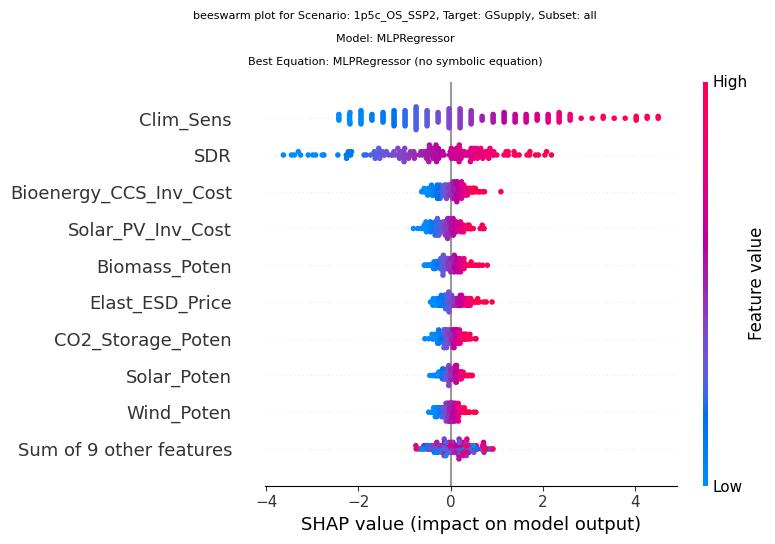 beeswarm plot for Scenario: 1p5c_OS_SSP2, Target: GSupply, Subset: all
Model: MLPRegressor
Best Equation: MLPRegressor (no symbolic equation)
High
Clim_Sens
SDR
Bioenergy_CCS_Inv_Cost
Solar_PV_Inv_Cost
Biomass_Poten
Elast_ESD_Price
CO2_Storage_Poten
Solar_Poten
Wind_Poten
Sum of 9 other features
Feature value
Low
−4 −2 0 2 4
SHAP value (impact on model output)